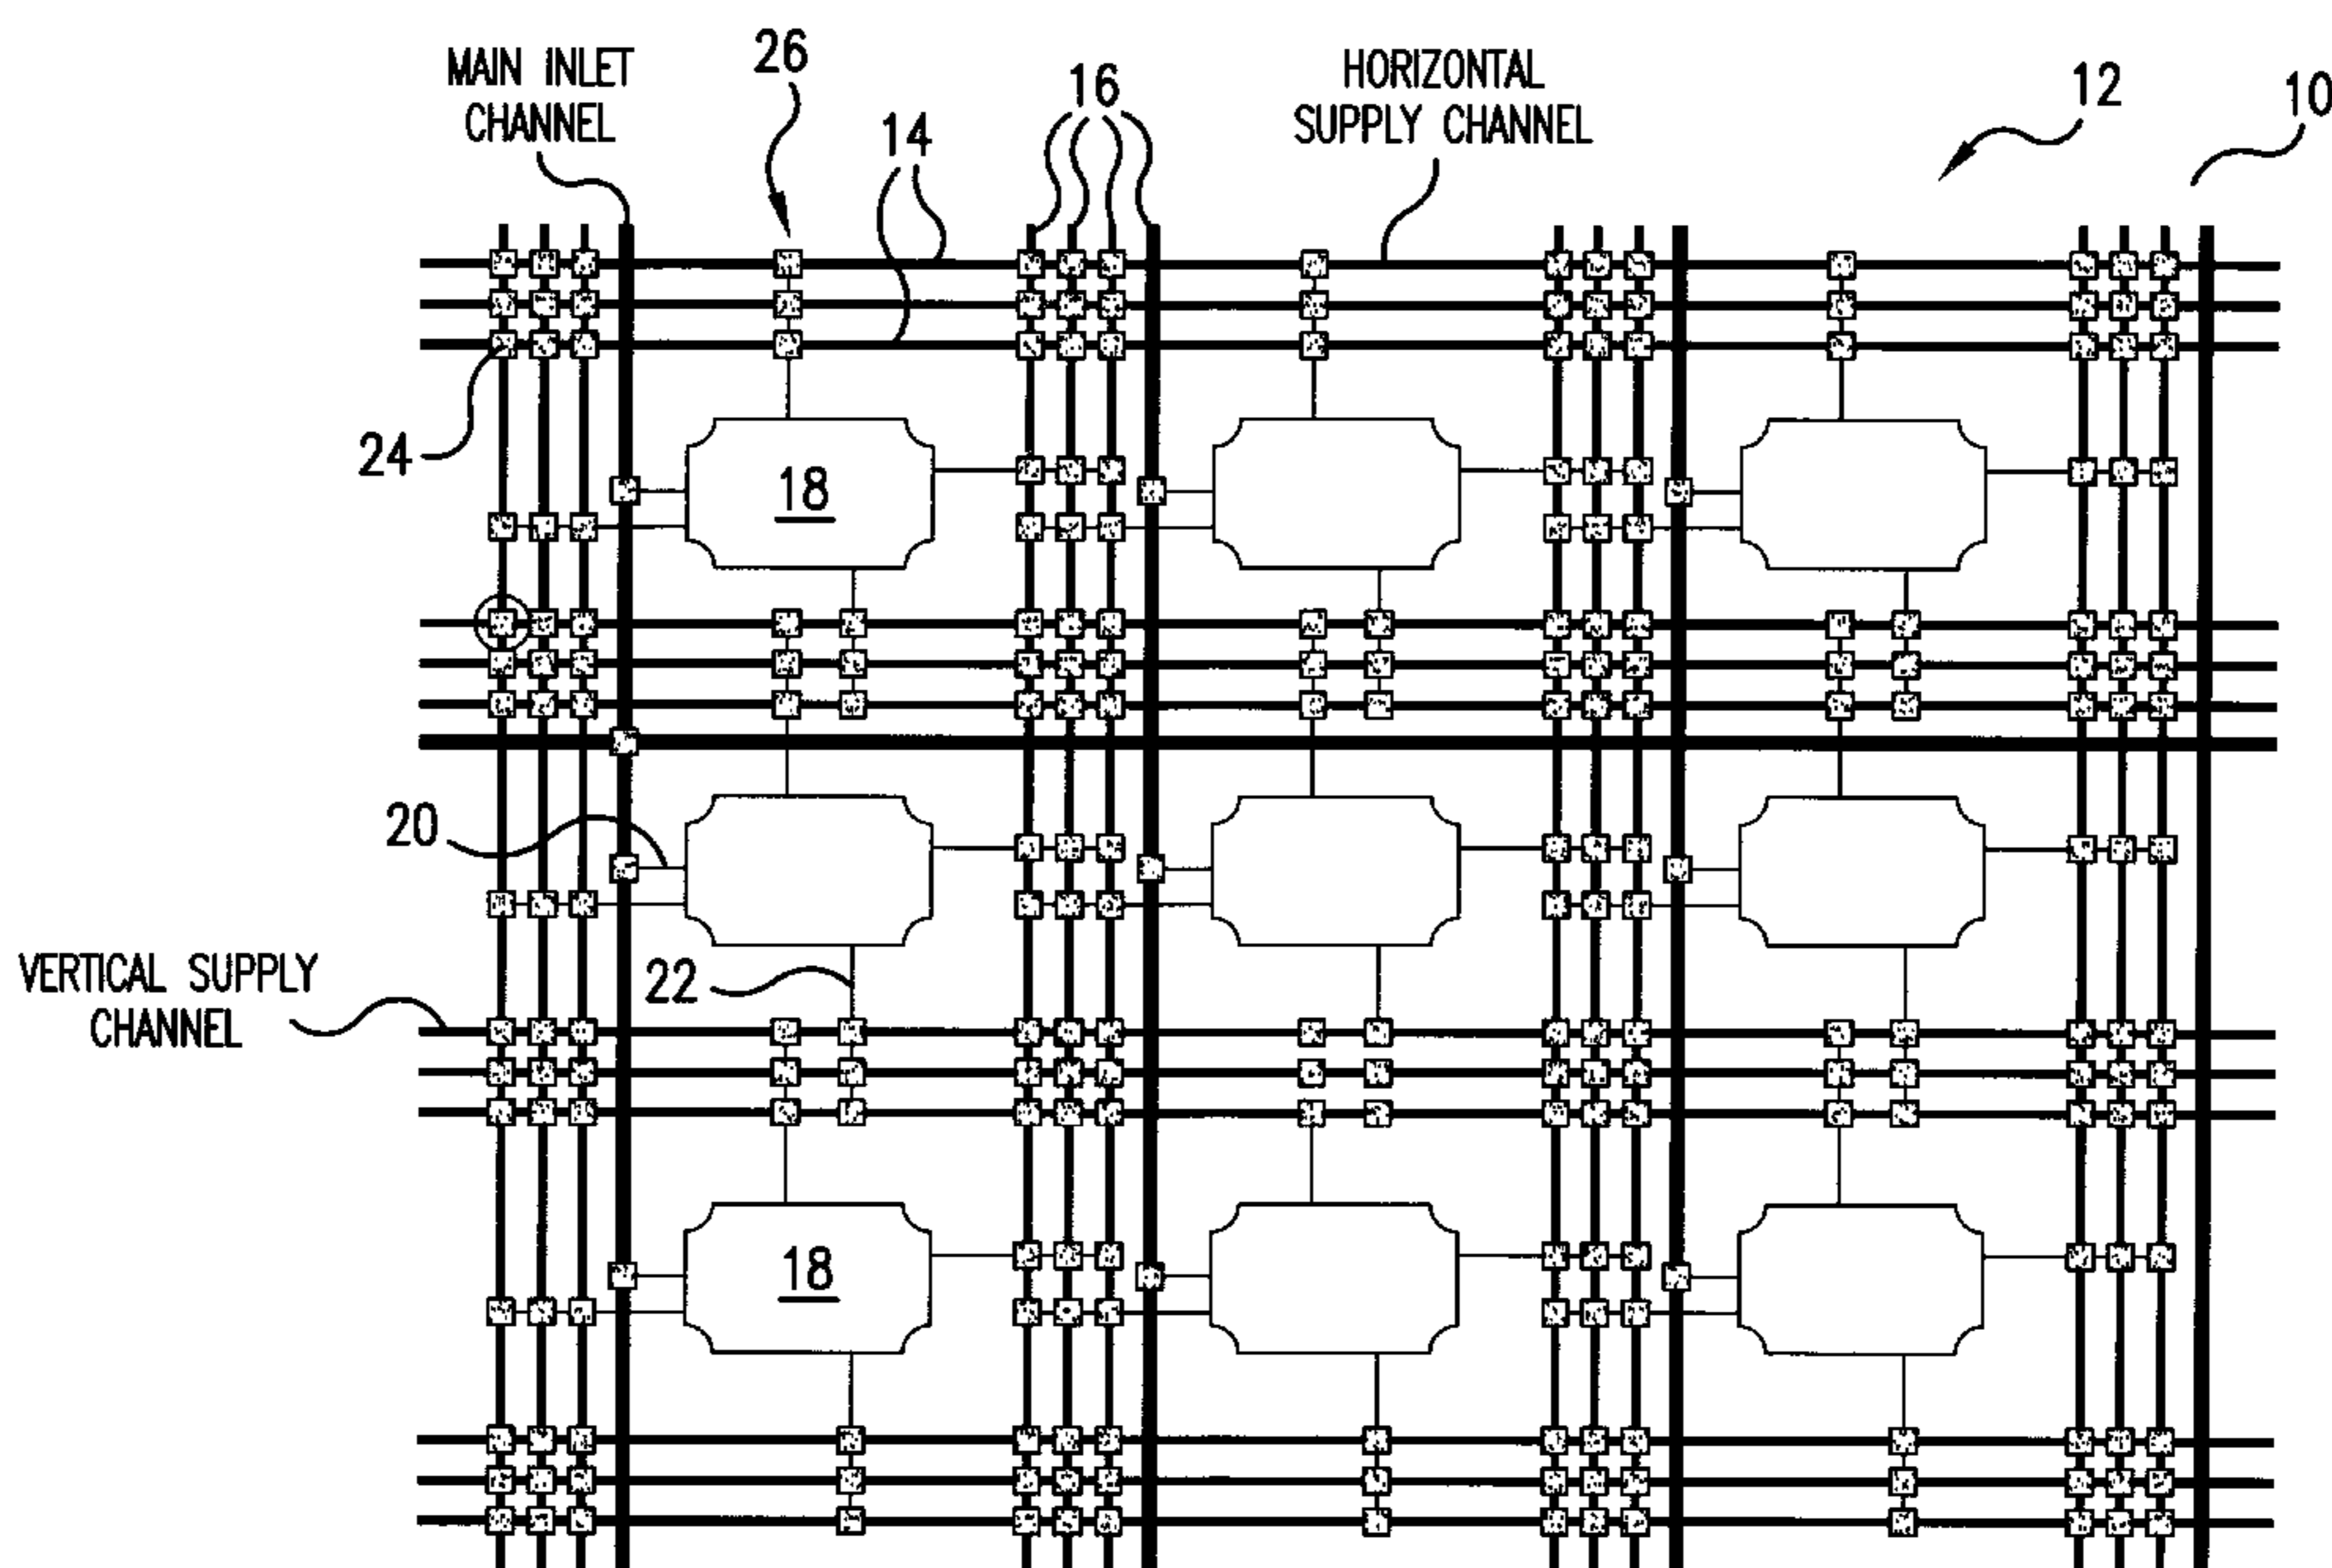 MAIN INLET
CHANNEL
26
14
16
HORIZONTAL
SUPPLY CHANNEL
12
10
24
18
20
22
VERTICAL SUPPLY
CHANNEL
18